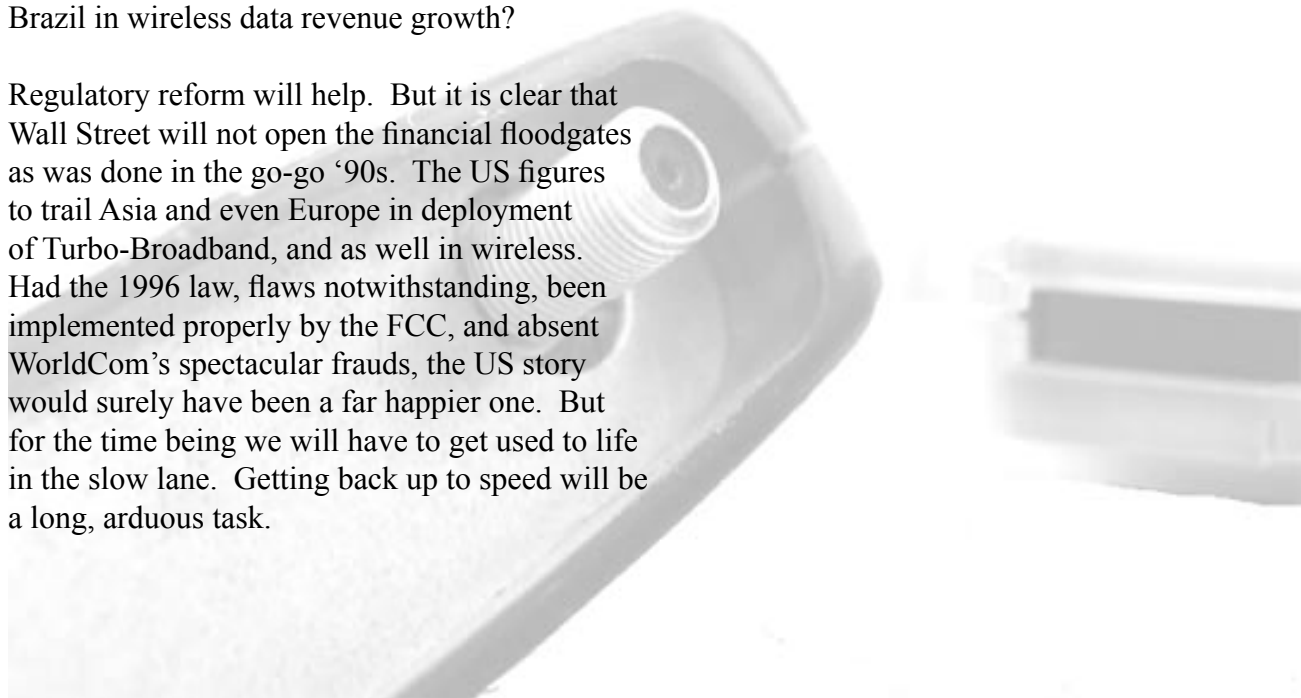 Brazil in wireless data revenue growth?
Regulatory reform will help.  But it is clear that
Wall Street will not open the financial floodgates
as was done in the go-go ‘90s.  The US figures
to trail Asia and even Europe in deployment
of Turbo-Broadband, and as well in wireless.
Had the 1996 law, flaws notwithstanding, been
implemented properly by the FCC, and absent
WorldCom’s spectacular frauds, the US story
would surely have been a far happier one.  But
for the time being we will have to get used to life
in the slow lane.  Getting back up to speed will be
a long, arduous task.